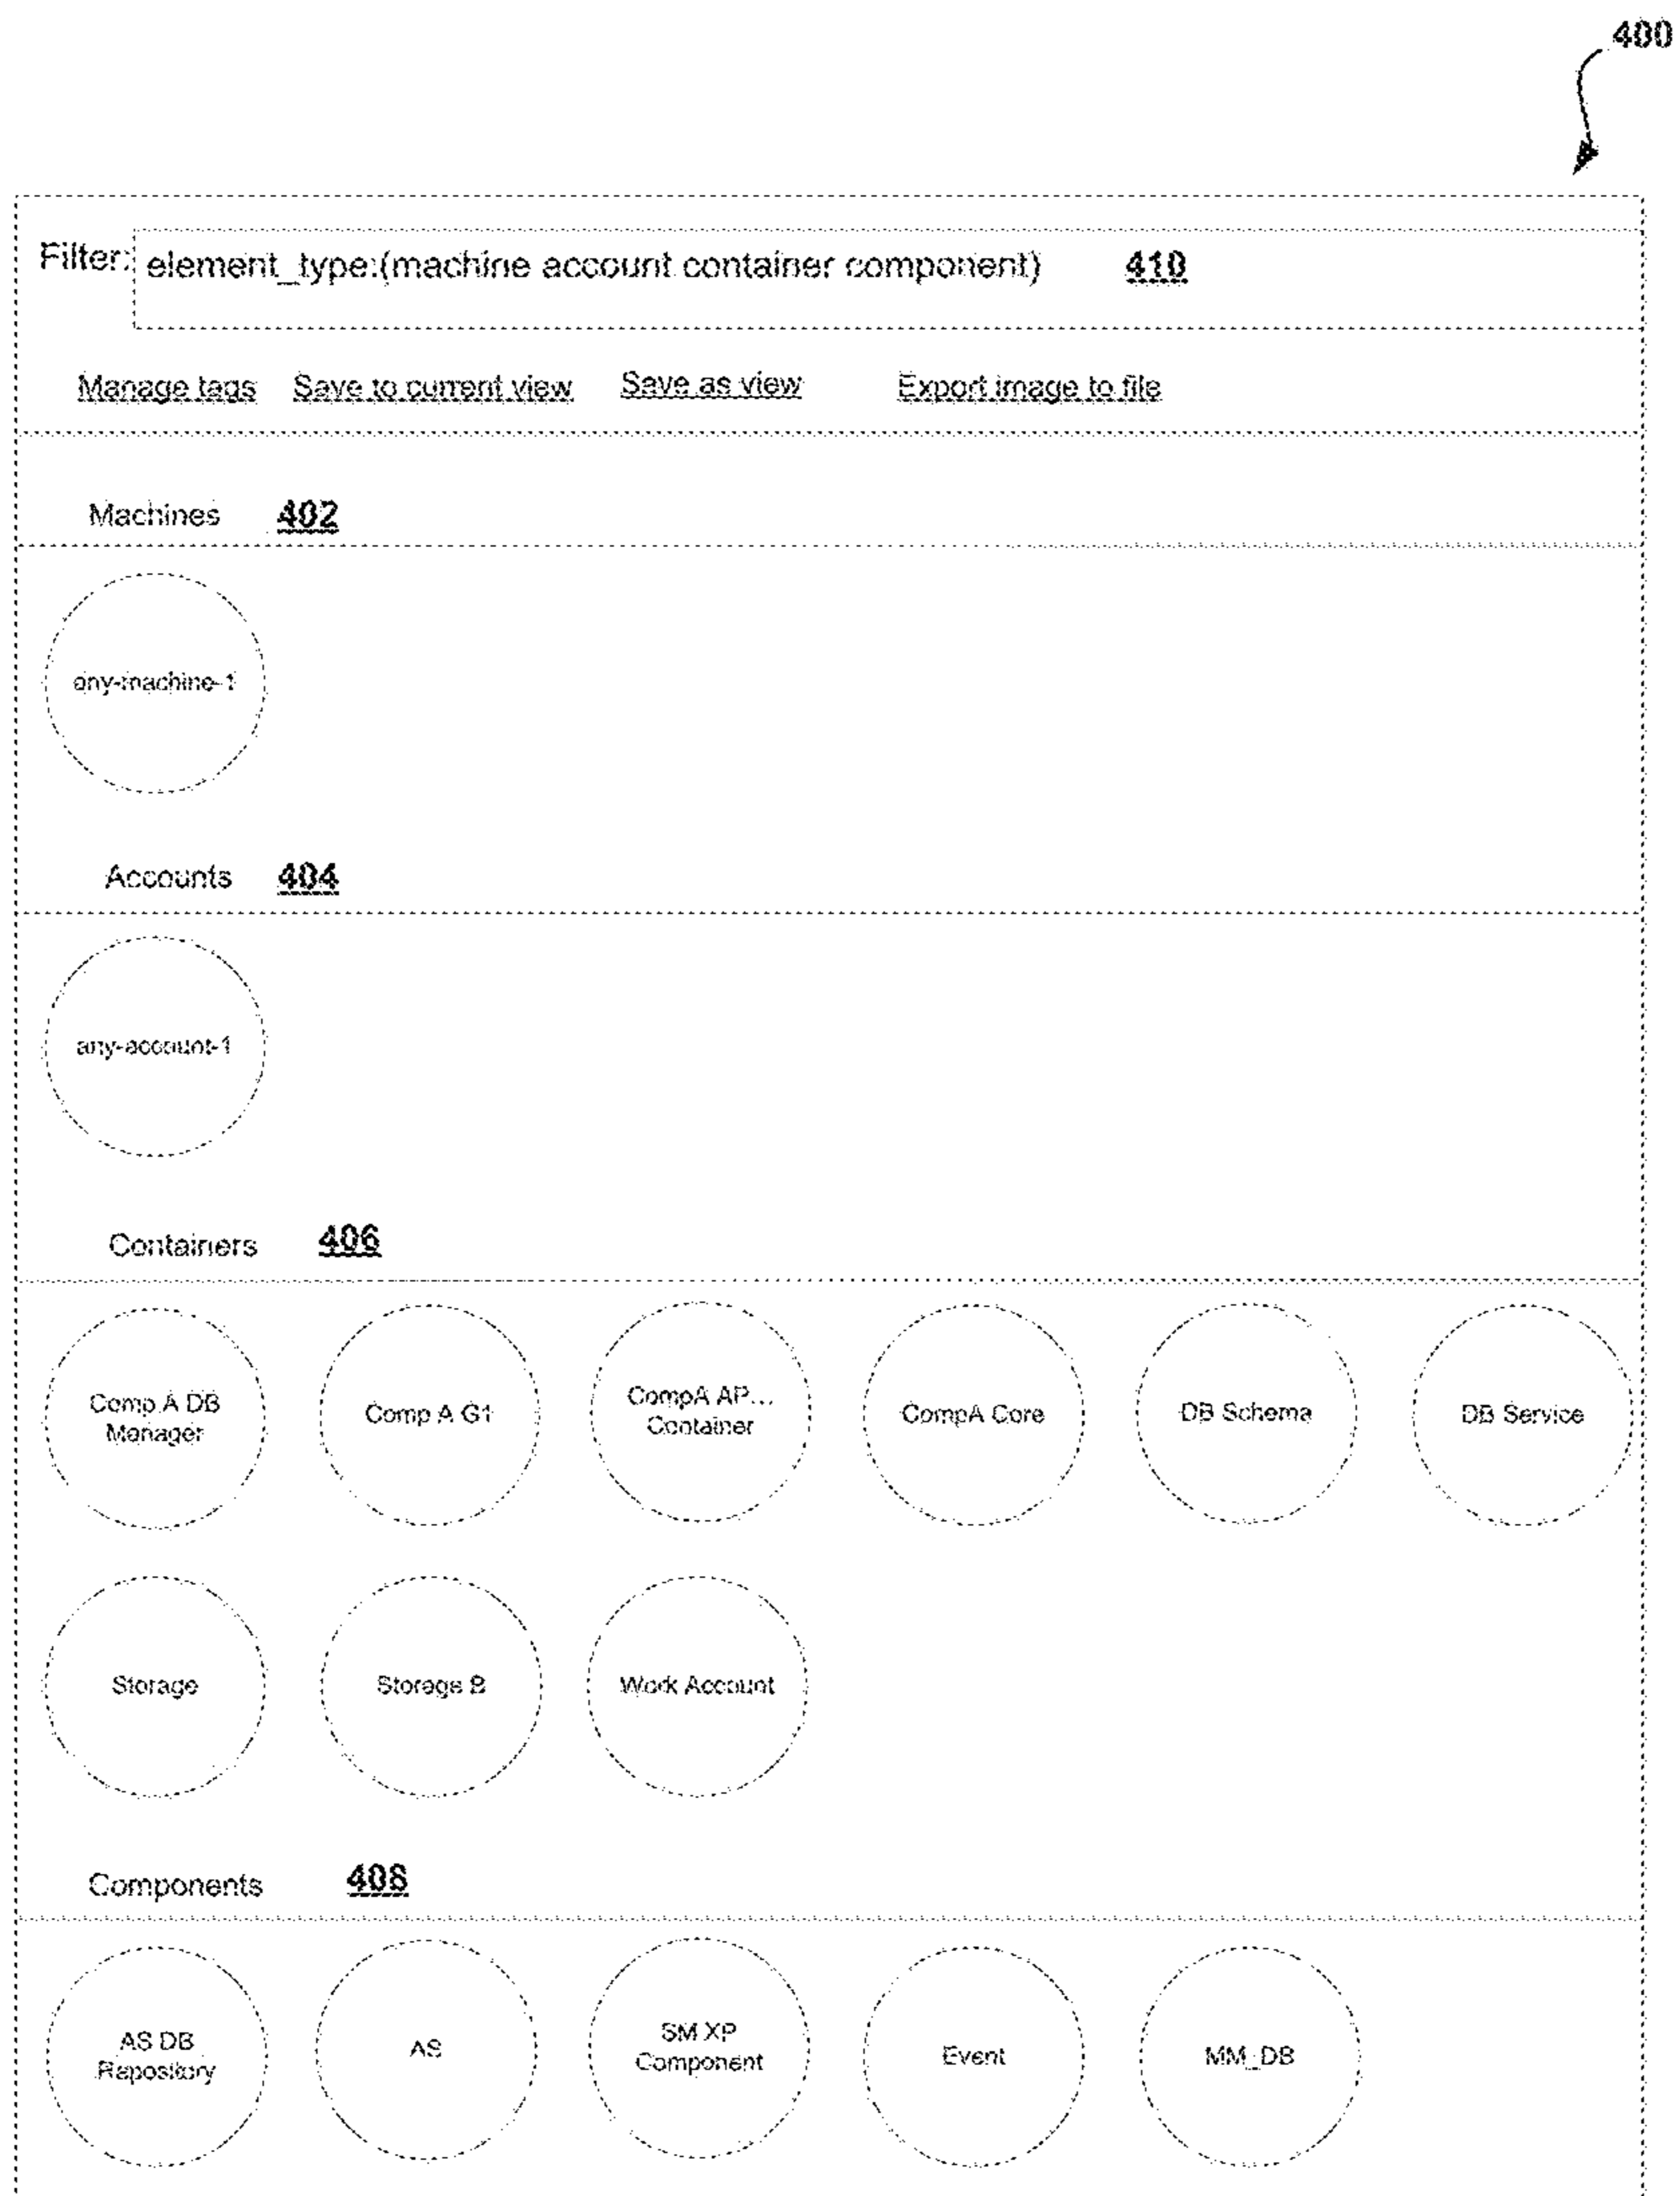 400
Filter: element_type:(machine account container component) 410
Manage tags Save to current view Save as view Export image to file
Machines 402
any-machine-1
Accounts 404
any-account-1
Containers 406
Comp A DB
Manager
Comp A G1
CompA AP...
Container
CompA Core
DB Schema
DB Service
Storage
Storage B
Work Account
Components 408
AS DB
Repository
AS
SM XP
Component
Event
MM_DB